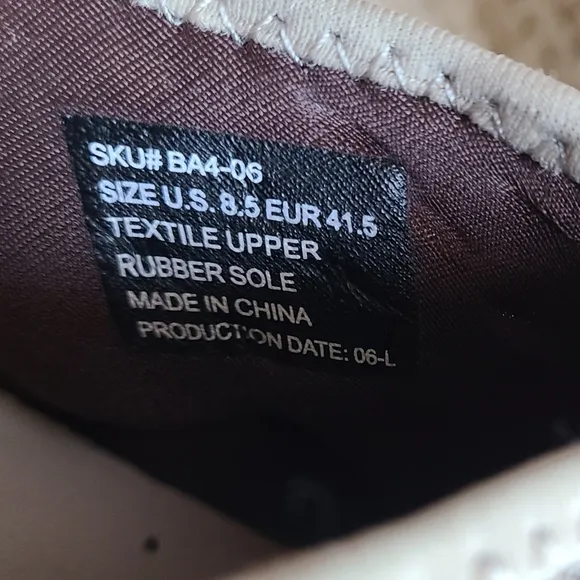 SKU# BA4-06
SIZE U.S. 8.5 EUR 41.5
TEXTILE UPPER
RUBBER SOLE
MADE IN CHINA
PRODUCTION DATE: 06-L